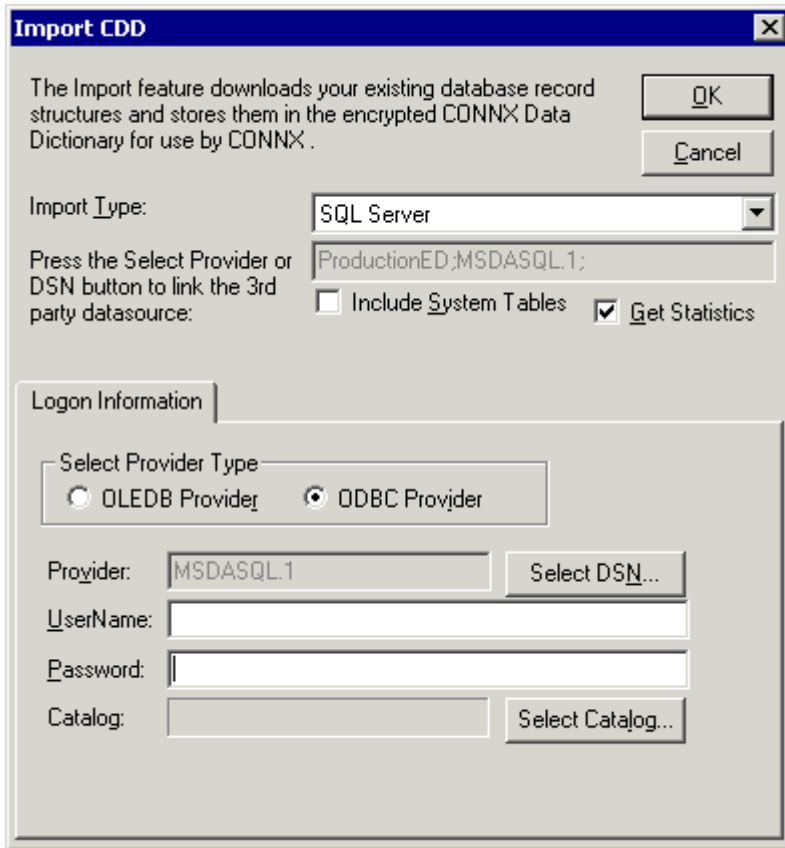 Import CDD
The Import feature downloads your existing database record
structures and stores them in the encrypted CONNX Data
Dictionary for use by CONNX .
OK
Cancel
Import Type:
SQL Server
Press the Select Provider or
DSN button to link the 3rd
party datasource:
ProductionED;MSDASQL.1;
Include System Tables
Get Statistics
Logon Information
Select Provider Type
OLEDB Provider
ODBC Provider
Provider:
MSDASQL.1
Select DSN...
UserName:
Password:
Catalog:
Select Catalog...